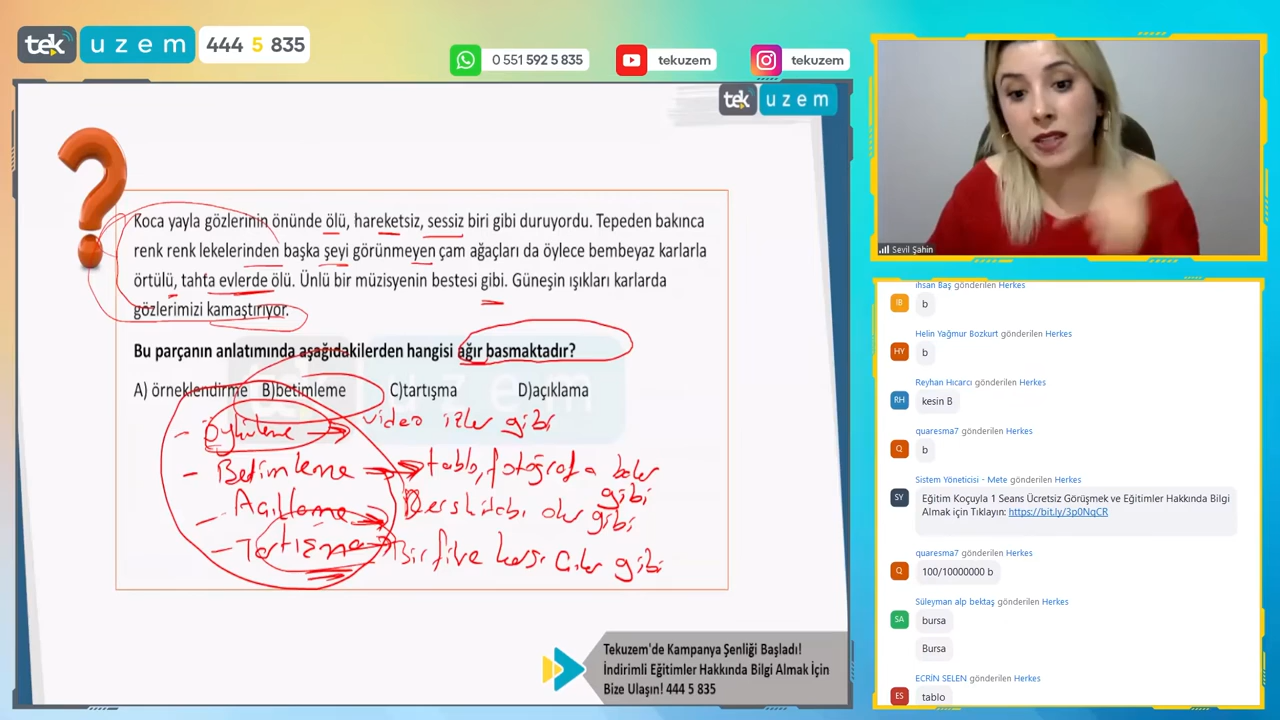 tek uzem 444 5 835
0 551 592 5 835
tekuzem
tekuzem
tek uzem
Koca yayla gözlerinin önünde ölü, hareketsiz, sessiz biri gibi duruyordu. Tepeden bakınca
renk renk lekelerinden başka şeyi görünmeyen çam ağaçları da öylece bembeyaz karlarla
örtülü, tahta evlerde ölü. Ünlü bir müzisyenin bestesi gibi. Güneşin ışıkları karlarda
gözlerimizi kamaştırıyor.
Bu parçanın anlatımında aşağıdakilerden hangisi ağır basmaktadır?
A) örneklendirme B)betimleme C)tartışma D)açıklama
- Öyküleme → video izler gibi
- Betimleme → tablo, fotoğrafa bakar
gibi
- Açıklama → Ders kitabı okur gibi
- Tartışma → Bir fikre karşı çıkar gibi
Tekuzem'de Kampanya Şenliği Başladı!
İndirimli Eğitimler Hakkında Bilgi Almak İçin
Bize Ulaşın! 444 5 835
Sevil Şahin
ihsan Baş gönderilen Herkes
IB b
Helin Yağmur Bozkurt gönderilen Herkes
HY b
Reyhan Hıcarcı gönderilen Herkes
RH kesin B
quaresma7 gönderilen Herkes
Q b
Sistem Yöneticisi - Mete gönderilen Herkes
SY Eğitim Koçuyla 1 Seans Ücretsiz Görüşmek ve Eğitimler Hakkında Bilgi
Almak için Tıklayın: https://bit.ly/3p0NqCR
quaresma7 gönderilen Herkes
Q 100/10000000 b
Süleyman alp bektaş gönderilen Herkes
SA bursa
Bursa
ECRİN SELEN gönderilen Herkes
ES tablo